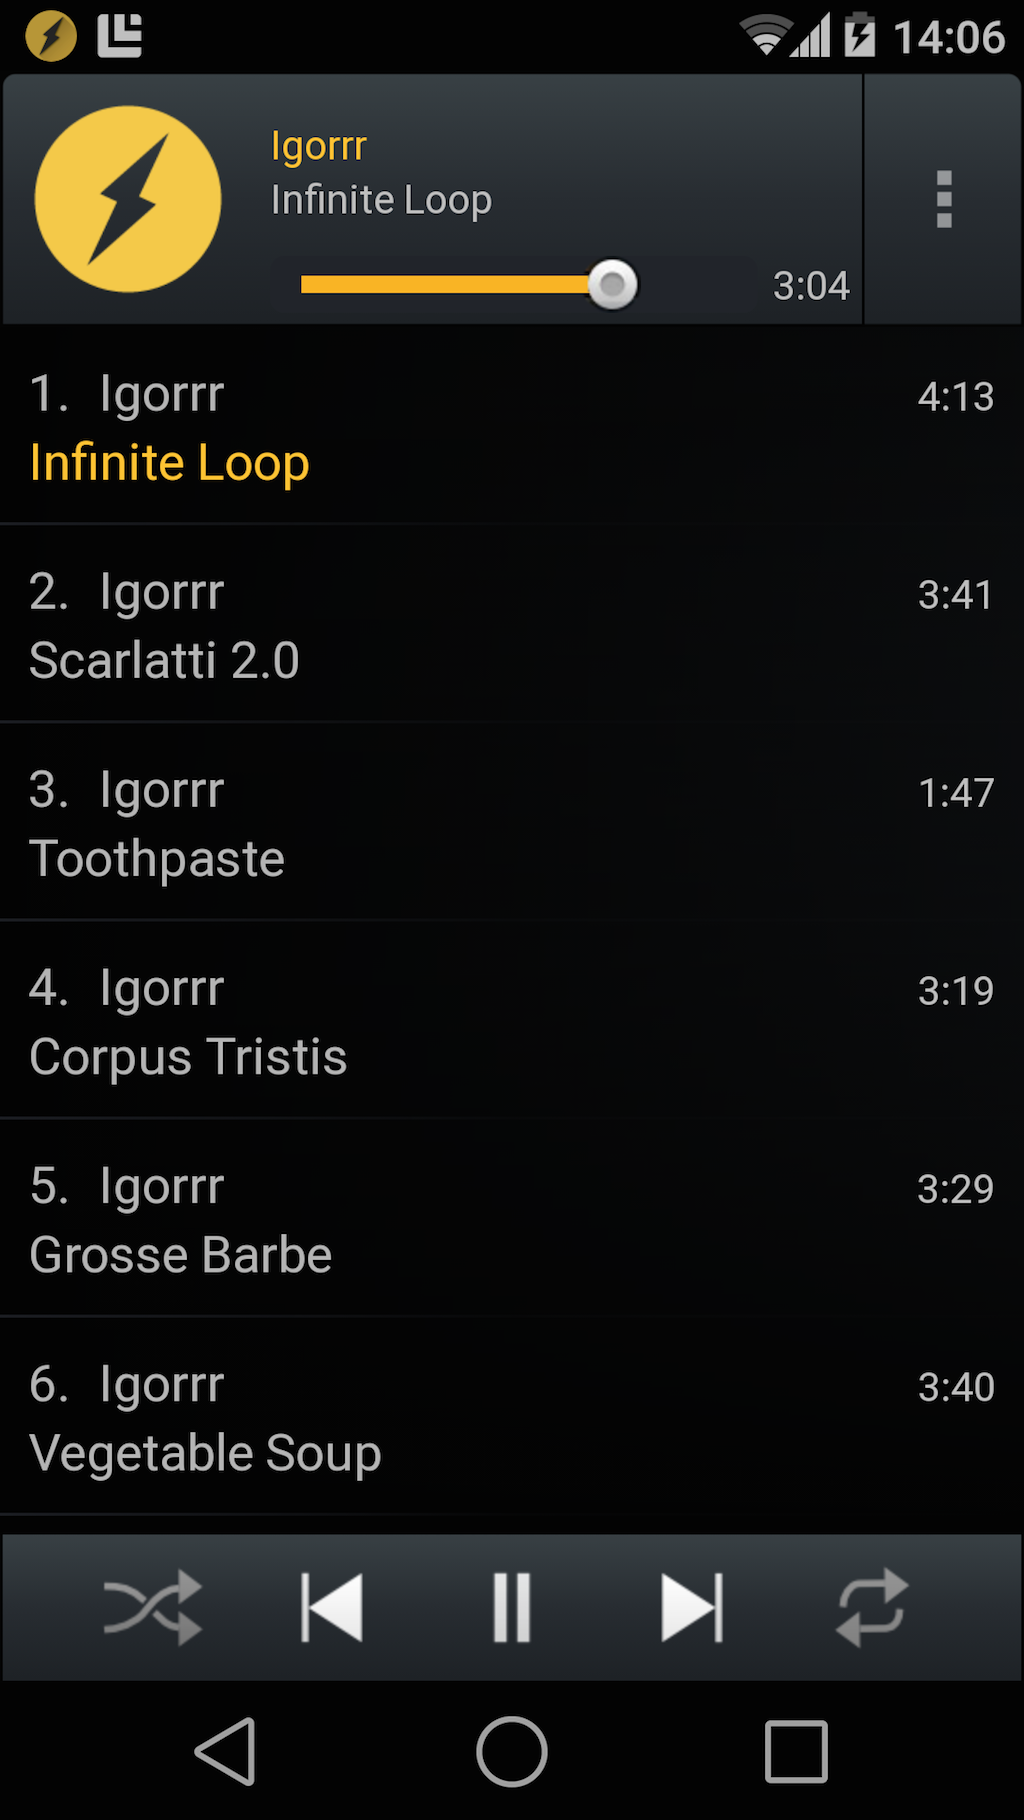 14:06
Igorrr
Infinite Loop
3:04
1. Igorrr 4:13
Infinite Loop
2. Igorrr 3:41
Scarlatti 2.0
3. Igorrr 1:47
Toothpaste
4. Igorrr 3:19
Corpus Tristis
5. Igorrr 3:29
Grosse Barbe
6. Igorrr 3:40
Vegetable Soup